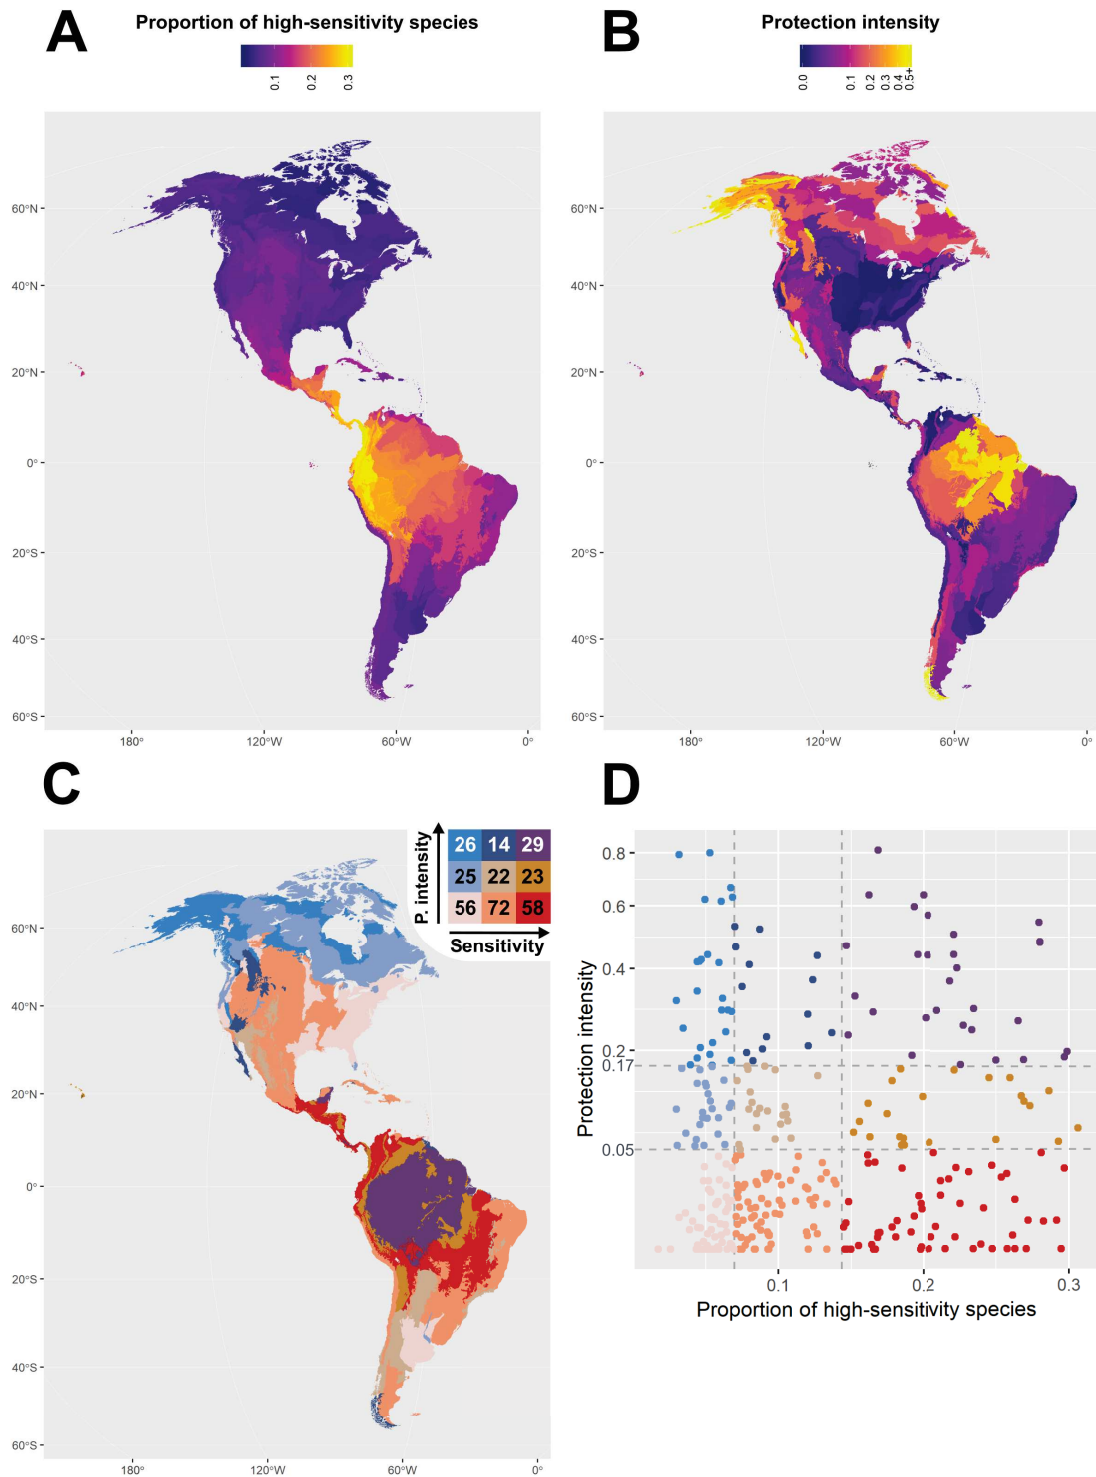 A
Proportion of high-sensitivity species
0.1
0.2
0.3
B
Protection intensity
0.0
0.1
0.2
0.3
0.4
0.5+
60°N
40°N
20°N
0°
20°S
40°S
60°S
180°
120°W
60°W
0°
60°N
40°N
20°N
0°
20°S
40°S
60°S
180°
120°W
60°W
0°
C
P. intensity
26 14 29
25 22 23
56 72 58
Sensitivity
60°N
40°N
20°N
0°
20°S
40°S
60°S
180°
120°W
60°W
0°
D
Protection intensity
0.8
0.6
0.4
0.2
0.17
0.05
0.1
0.2
0.3
Proportion of high-sensitivity species